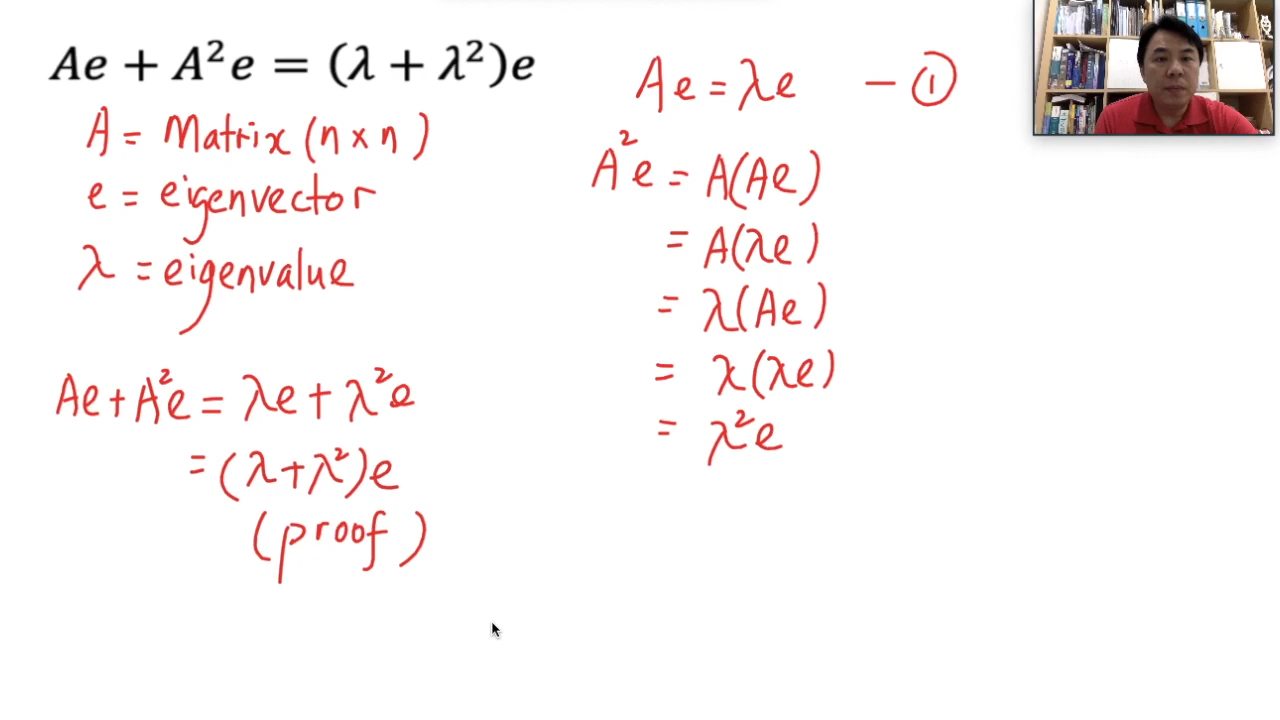 Ae + A²e = (λ + λ²)e
A = Matrix (n × n)
e = eigenvector
λ = eigenvalue
Ae + A²e = λe + λ²e
= (λ + λ²)e
(proof)
Ae = λe — ①
A²e = A(Ae)
= A(λe)
= λ(Ae)
= λ(λe)
= λ²e